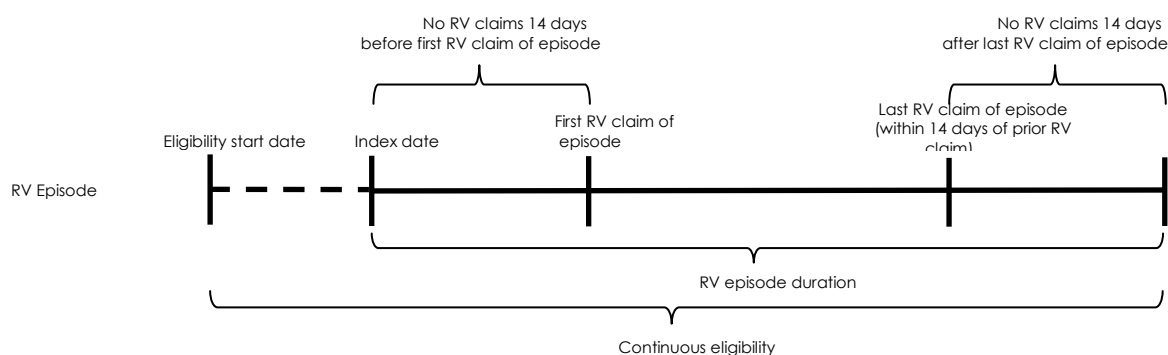 No RV claims 14 days
before first RV claim of episode
No RV claims 14 days
after last RV claim of episode
Eligibility start date
Index date
First RV claim of
episode
Last RV claim of episode
(within 14 days of prior RV
claim)
RV Episode
RV episode duration
Continuous eligibility